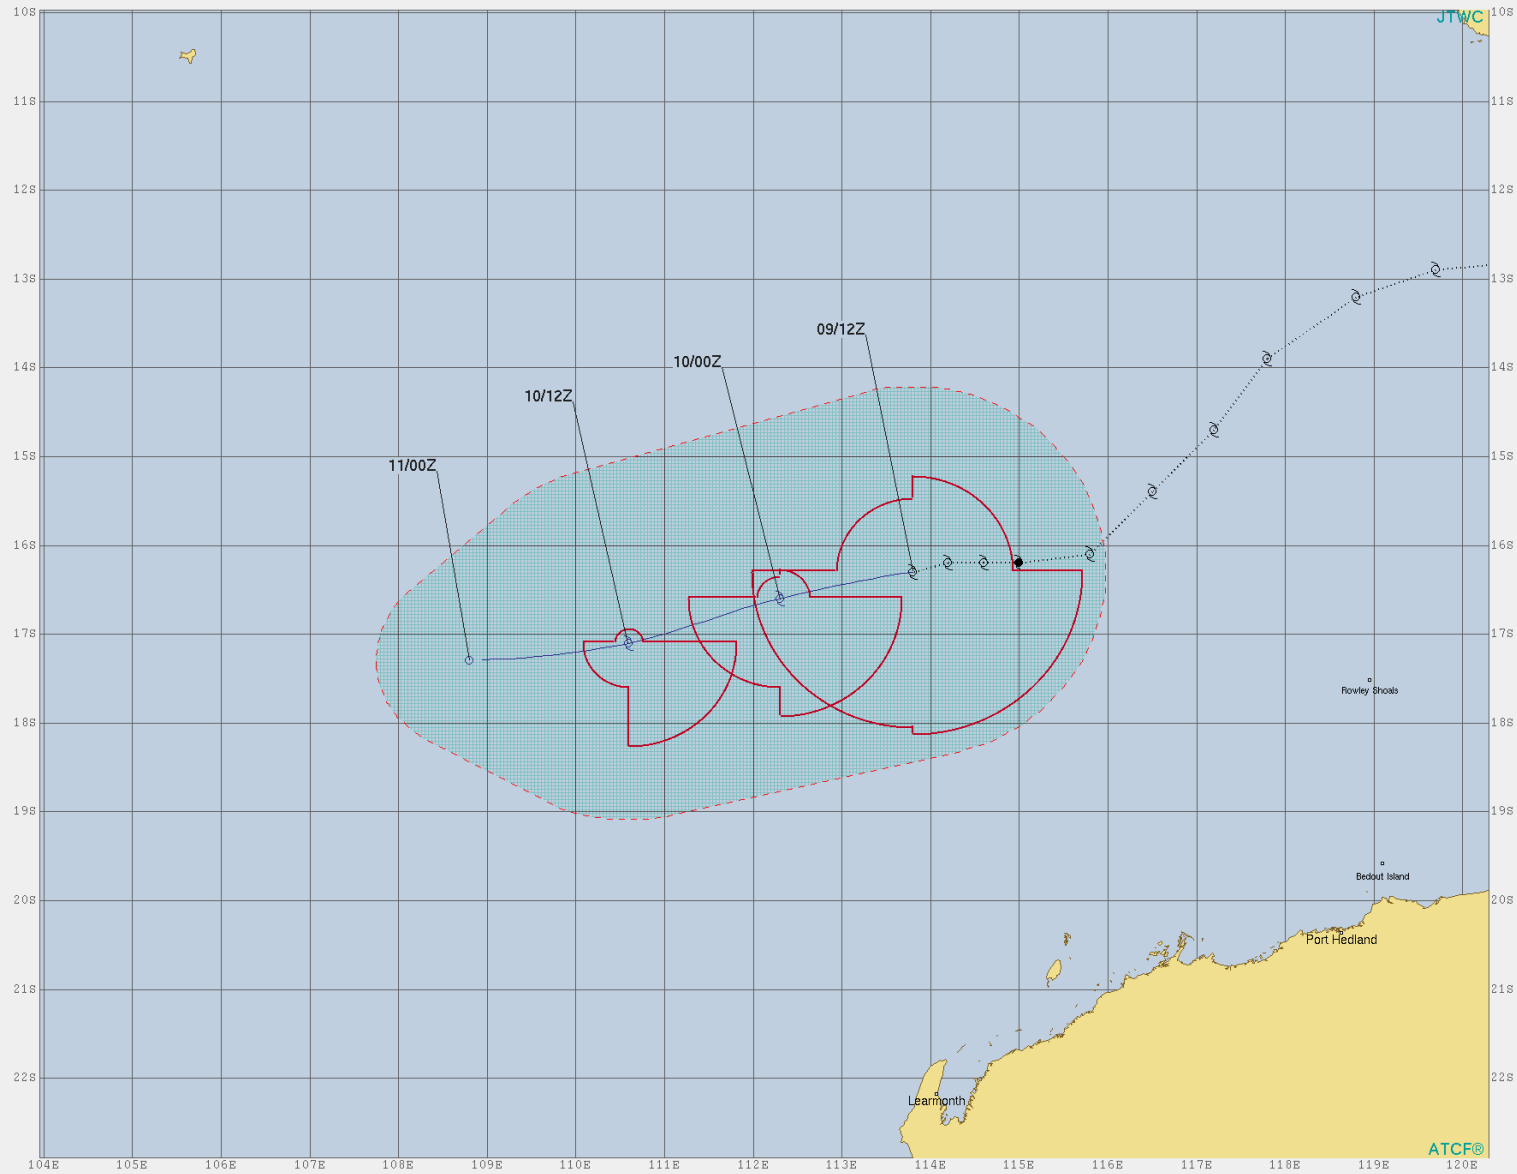 10S 10S
JTWC
11S 11S
12S 12S
13S 13S
09/12Z
10/00Z
14S 14S
10/12Z
15S 15S
11/00Z
16S 16S
17S 17S
Rowley Shoals
18S 18S
19S 19S
Bedout Island
20S 20S
Port Hedland
21S 21S
22S 22S
Learmonth
ATCF®
104E 105E 106E 107E 108E 109E 110E 111E 112E 113E 114E 115E 116E 117E 118E 119E 120E